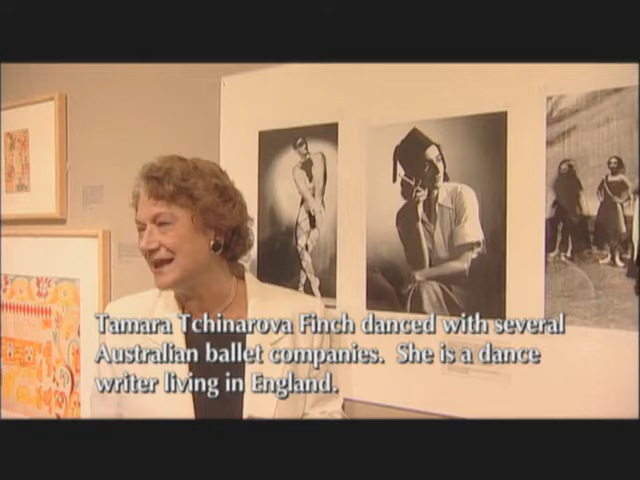 Tamara Tchinarova Finch danced with several
Australian ballet companies.  She is a dance
writer living in England.